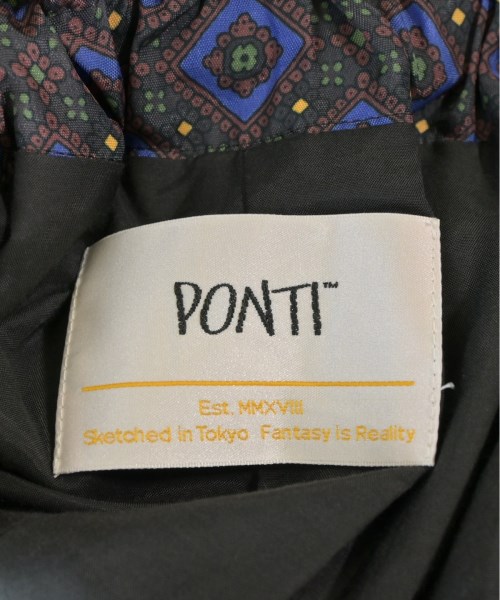 PONTI™
Est. MMXVIII
Sketched in Tokyo Fantasy is Reality